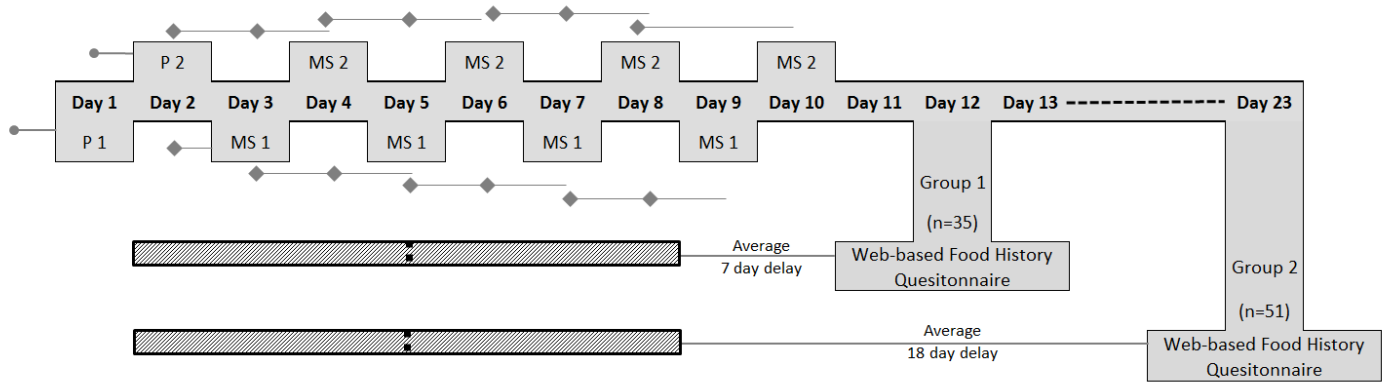 P 2
MS 2
MS 2
MS 2
MS 2
Day 1
Day 2
Day 3
Day 4
Day 5
Day 6
Day 7
Day 8
Day 9
Day 10
Day 11
Day 12
Day 13
Day 23
P 1
MS 1
MS 1
MS 1
MS 1
Group 1
(n=35)
Average
7 day delay
Web-based Food History
Quesitonnaire
Group 2
(n=51)
Average
18 day delay
Web-based Food History
Quesitonnaire